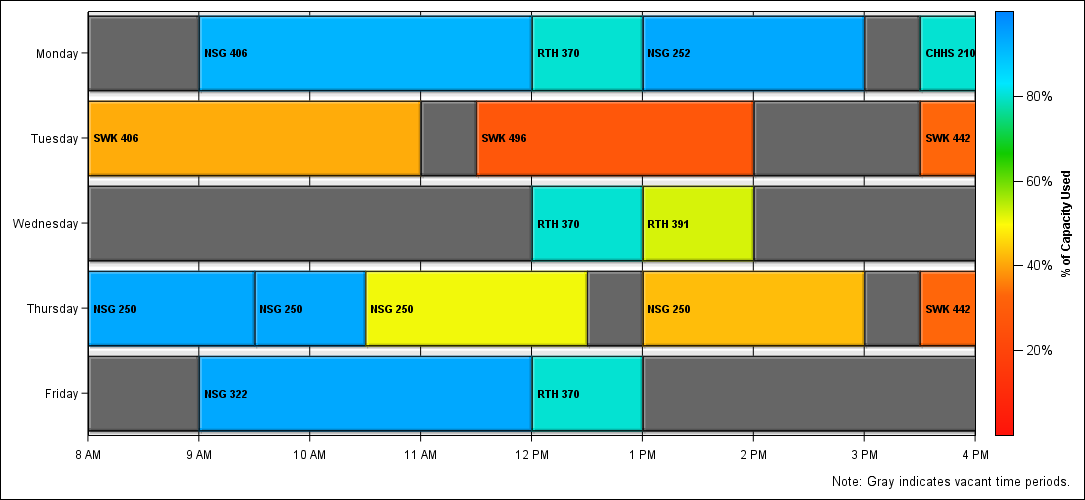 Monday
NSG 406
RTH 370
NSG 252
CHHS 210
Tuesday
SWK 406
SWK 496
SWK 442
Wednesday
RTH 370
RTH 391
Thursday
NSG 250
NSG 250
NSG 250
NSG 250
SWK 442
Friday
NSG 322
RTH 370
8 AM
9 AM
10 AM
11 AM
12 PM
1 PM
2 PM
3 PM
4 PM
80%
60%
40%
20%
% of Capacity Used
Note: Gray indicates vacant time periods.